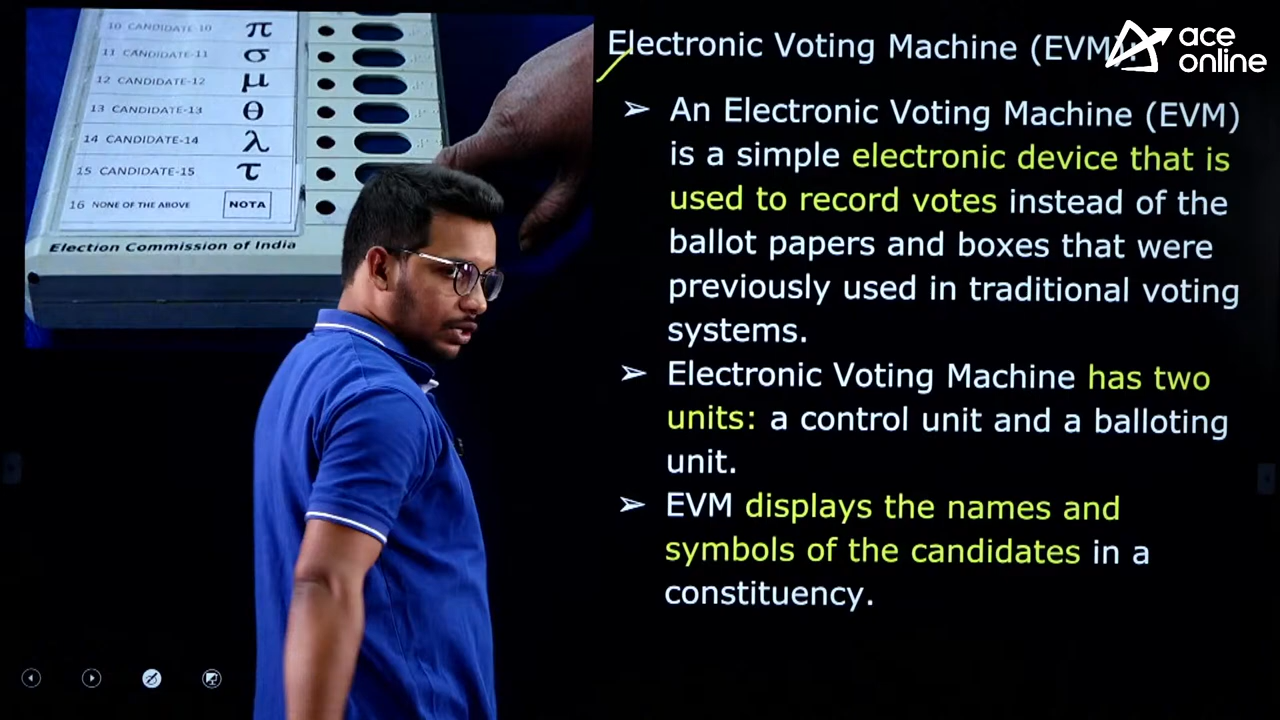 10 CANDIDATE-10 π
11 CANDIDATE-11 σ
12 CANDIDATE-12 μ
13 CANDIDATE-13 θ
14 CANDIDATE-14 λ
15 CANDIDATE-15 τ
16 NONE OF THE ABOVE NOTA
Election Commission of India
Electronic Voting Machine (EVM):
ace
online
➢ An Electronic Voting Machine (EVM)
is a simple electronic device that is
used to record votes instead of the
ballot papers and boxes that were
previously used in traditional voting
systems.
➢ Electronic Voting Machine has two
units: a control unit and a balloting
unit.
➢ EVM displays the names and
symbols of the candidates in a
constituency.